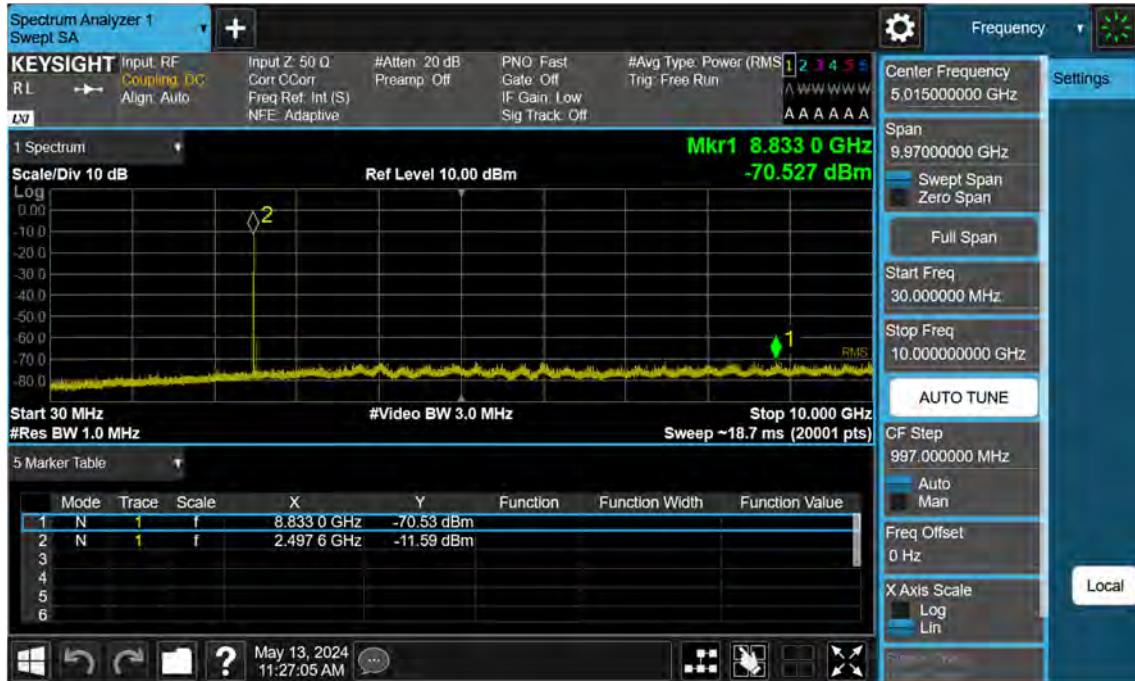 Spectrum Analyzer 1
Swept SA
Frequency
KEYSIGHT
RL
LXI
Input: RF
Coupling: DC
Align: Auto
Input Z: 50 Ω
Corr CCorr
Freq Ref: Int (S)
NFE: Adaptive
#Atten: 20 dB
Preamp: Off
PNO: Fast
Gate: Off
IF Gain: Low
Sig Track: Off
#Avg Type: Power (RMS
Trig: Free Run
1 2 3 4 5 6
A W W W W W
A A A A A A
1 Spectrum
Scale/Div 10 dB
Ref Level 10.00 dBm
Mkr1 8.833 0 GHz
-70.527 dBm
Log
0.00
-10.0
-20.0
-30.0
-40.0
-50.0
-60.0
-70.0
-80.0
2
1
RMS
Start 30 MHz
#Video BW 3.0 MHz
Stop 10.000 GHz
#Res BW 1.0 MHz
Sweep ~18.7 ms (20001 pts)
5 Marker Table
Mode Trace Scale X Y Function Function Width Function Value
1 N 1 f 8.833 0 GHz -70.53 dBm
2 N 1 f 2.497 6 GHz -11.59 dBm
3
4
5
6
May 13, 2024
11:27:05 AM
?
Center Frequency
5.015000000 GHz
Span
9.97000000 GHz
Swept Span
Zero Span
Full Span
Start Freq
30.000000 MHz
Stop Freq
10.000000000 GHz
AUTO TUNE
CF Step
997.000000 MHz
Auto
Man
Freq Offset
0 Hz
X Axis Scale
Log
Lin
Settings
Local